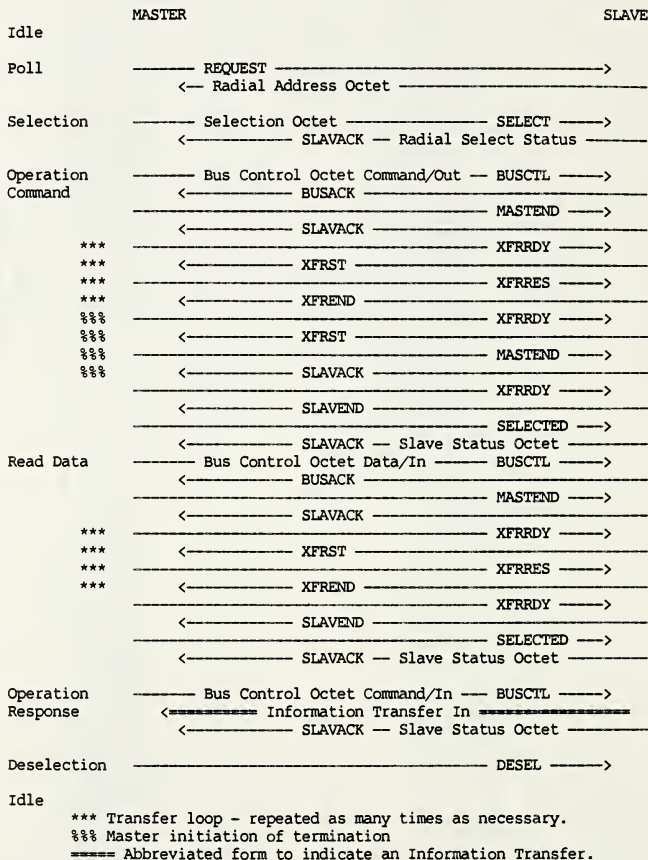 MASTER SLAVE
Idle
Poll ------- REQUEST ------------------------------------>
<-- Radial Address Octet ----------------------------
Selection ------- Selection Octet --------------- SELECT ---->
<----------- SLAVACK -- Radial Select Status -------
Operation ------- Bus Control Octet Command/Out -- BUSCTL ----->
Command <----------- BUSACK -------------------------------
------------------------------------ MASTEND ---->
<----------- SLAVACK ------------------------------
*** ------------------------------------ XFRRDY ----->
*** <----------- XFRST --------------------------------
*** ------------------------------------ XFRRES ----->
*** <----------- XFREND -------------------------------
%%% ------------------------------------ XFRRDY ----->
%%% <----------- XFRST --------------------------------
%%% ------------------------------------ MASTEND ---->
%%% <----------- SLAVACK ------------------------------
------------------------------------ XFRRDY ----->
<----------- SLAVEND ------------------------------
------------------------------------ SELECTED --->
<----------- SLAVACK -- Slave Status Octet --------
Read Data ------- Bus Control Octet Data/In ----- BUSCTL ----->
<----------- BUSACK -------------------------------
------------------------------------ MASTEND ---->
<----------- SLAVACK ------------------------------
*** ------------------------------------ XFRRDY ----->
*** <----------- XFRST --------------------------------
*** ------------------------------------ XFRRES ----->
*** <----------- XFREND -------------------------------
------------------------------------ XFRRDY ----->
<----------- SLAVEND ------------------------------
------------------------------------ SELECTED --->
<----------- SLAVACK -- Slave Status Octet --------
Operation ------- Bus Control Octet Command/In --- BUSCTL ----->
Response <========== Information Transfer In ================
<----------- SLAVACK -- Slave Status Octet --------
Deselection ------------------------------------ DESEL ------>
Idle
*** Transfer loop - repeated as many times as necessary.
%%% Master initiation of termination
===== Abbreviated form to indicate an Information Transfer.